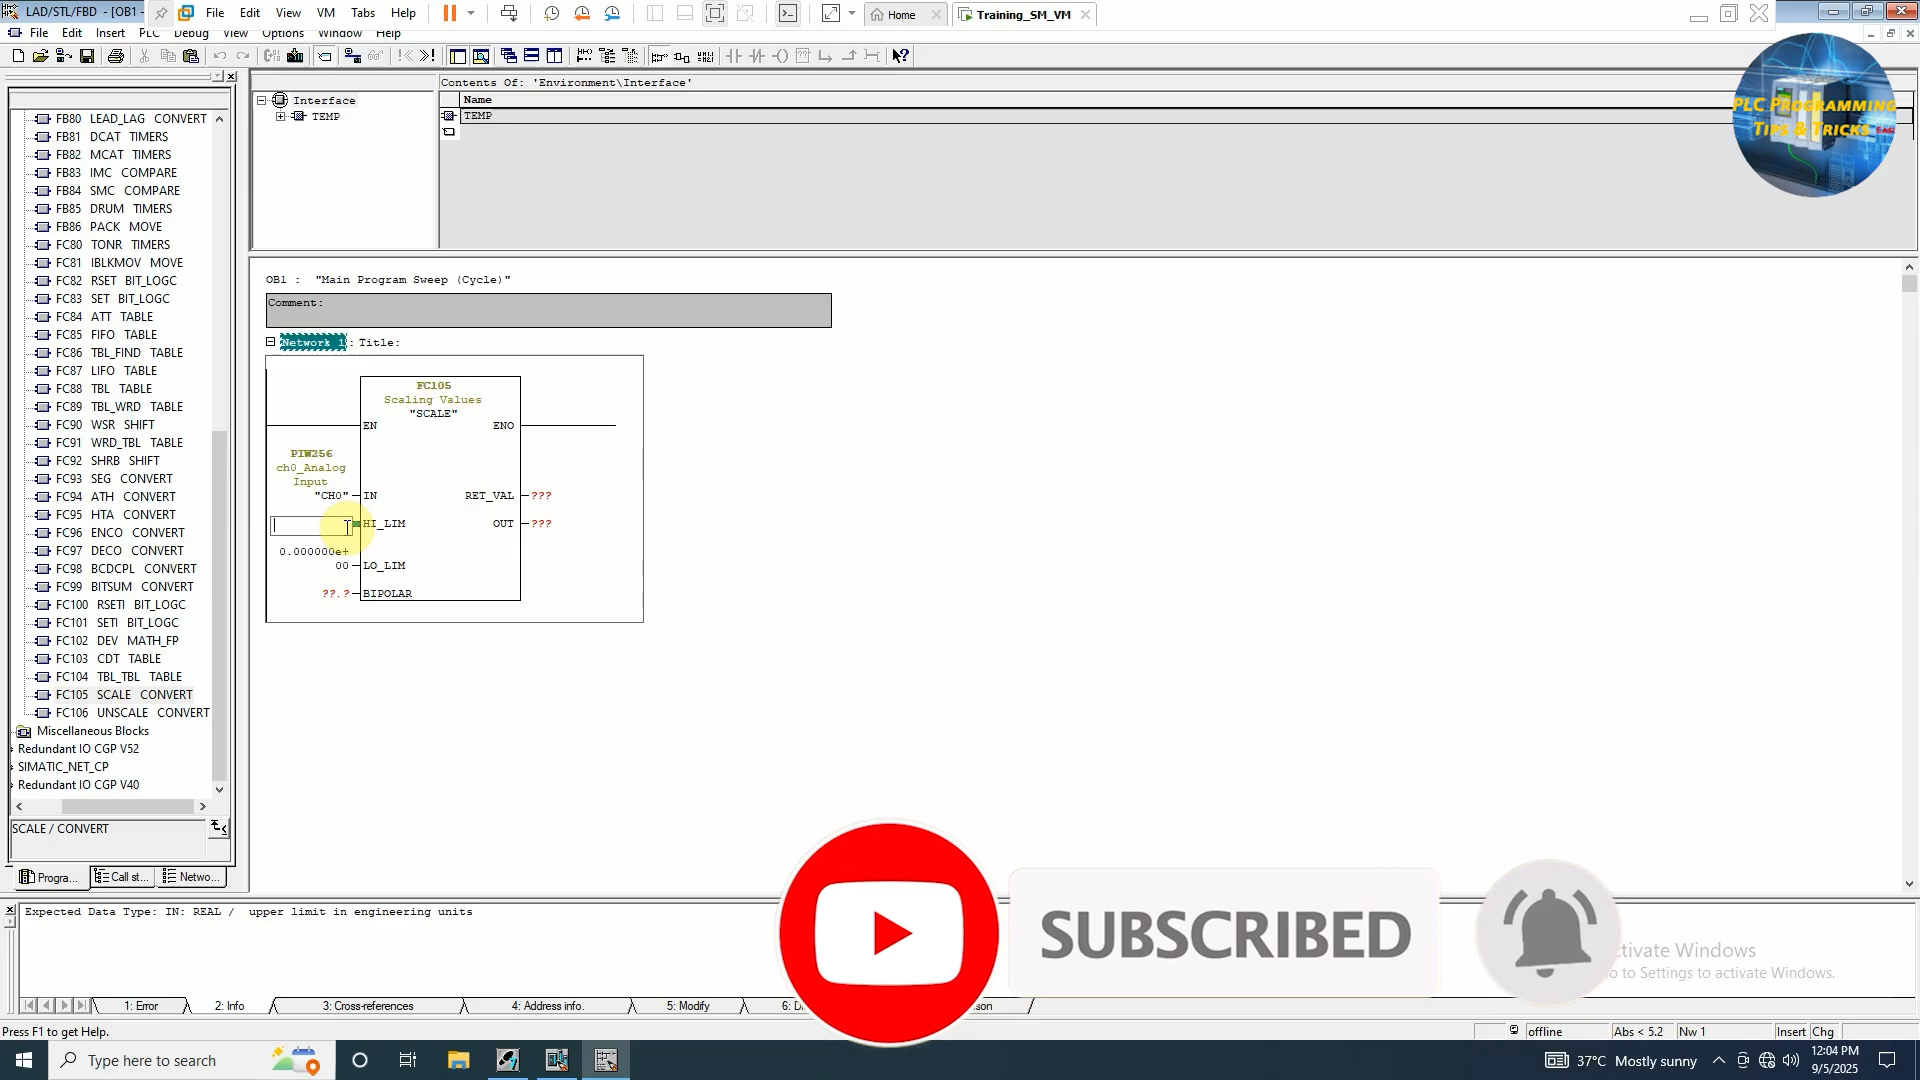 LAD/STL/FBD - [OB1 -
File Edit View VM Tabs Help
Home
Training_SM_VM
File Edit Insert PLC Debug View Options Window Help
Interface
TEMP
Contents Of: 'Environment\Interface'
Name
TEMP
PLC PROGRAMMING
TIPS & TRICKS
FB80 LEAD_LAG CONVERT
FB81 DCAT TIMERS
FB82 MCAT TIMERS
FB83 IMC COMPARE
FB84 SMC COMPARE
FB85 DRUM TIMERS
FB86 PACK MOVE
FC80 TONR TIMERS
FC81 IBLKMOV MOVE
FC82 RSET BIT_LOGC
FC83 SET BIT_LOGC
FC84 ATT TABLE
FC85 FIFO TABLE
FC86 TBL_FIND TABLE
FC87 LIFO TABLE
FC88 TBL TABLE
FC89 TBL_WRD TABLE
FC90 WSR SHIFT
FC91 WRD_TBL TABLE
FC92 SHRB SHIFT
FC93 SEG CONVERT
FC94 ATH CONVERT
FC95 HTA CONVERT
FC96 ENCO CONVERT
FC97 DECO CONVERT
FC98 BCDCPL CONVERT
FC99 BITSUM CONVERT
FC100 RSETI BIT_LOGC
FC101 SETI BIT_LOGC
FC102 DEV MATH_FP
FC103 CDT TABLE
FC104 TBL_TBL TABLE
FC105 SCALE CONVERT
FC106 UNSCALE CONVERT
Miscellaneous Blocks
Redundant IO CGP V52
SIMATIC_NET_CP
Redundant IO CGP V40
SCALE / CONVERT
Progra... Call st... Netwo...
OB1 : "Main Program Sweep (Cycle)"
Comment:
Network 1: Title:
FC105
Scaling Values
"SCALE"
EN ENO
PIW256
ch0_Analog
Input
"CH0" IN RET_VAL ???
HI_LIM OUT ???
0.000000e+
00 LO_LIM
??.? BIPOLAR
Expected Data Type: IN: REAL / upper limit in engineering units
SUBSCRIBED
ctivate Windows
o to Settings to activate Windows.
1: Error 2: Info 3: Cross-references 4: Address info. 5: Modify 6: D
Press F1 to get Help.
offline Abs < 5.2 Nw 1 Insert Chg
Type here to search
37°C Mostly sunny
12:04 PM
9/5/2025